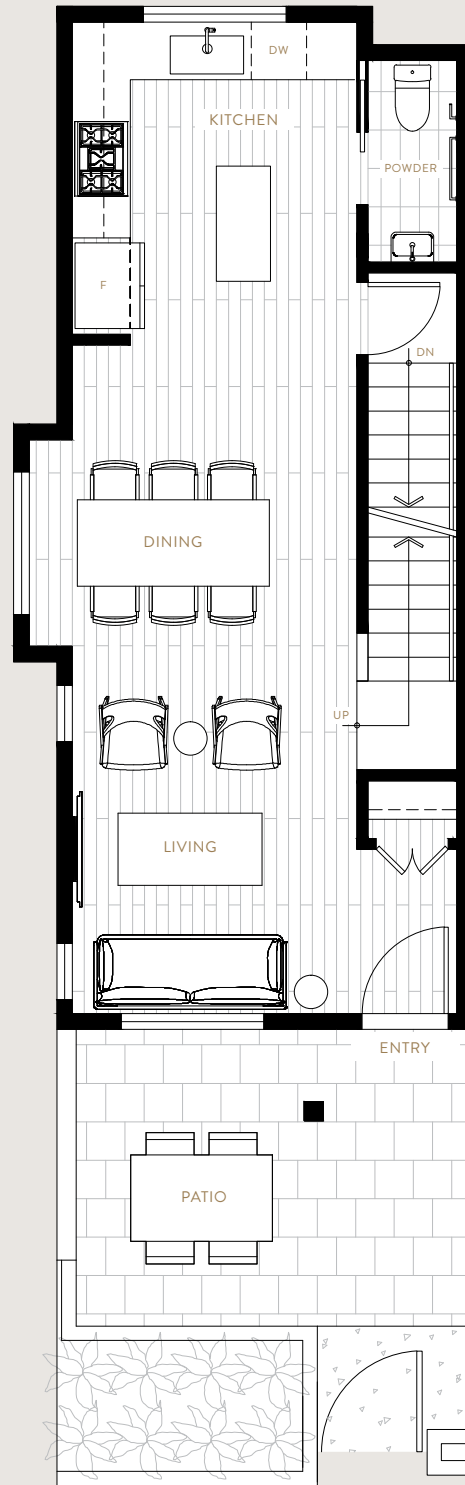 DW
KITCHEN
POWDER
F
DN
DINING
UP
LIVING
ENTRY
PATIO